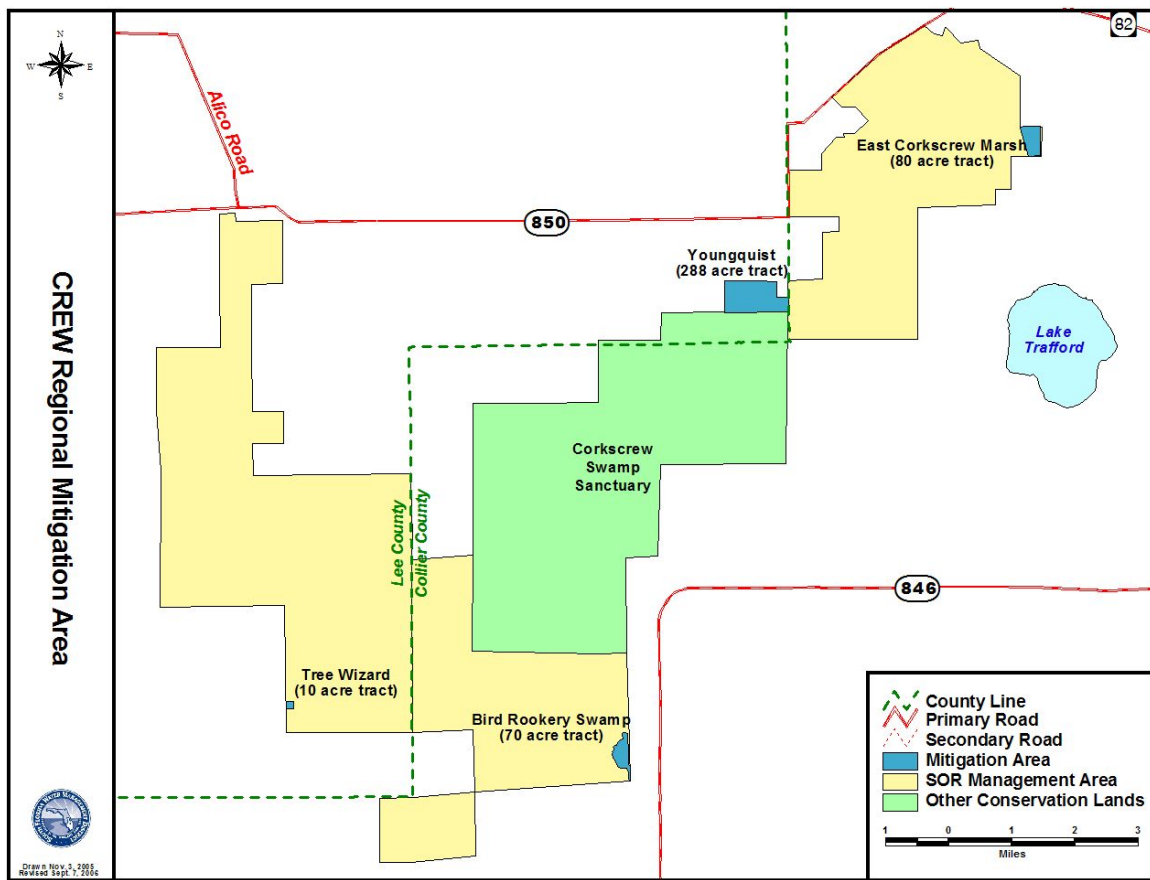 N
W E
S
CREW Regional Mitigation Area
Drawn Nov. 3, 2005
Revised Sept. 7, 2006
82
Alico Road
East Corkscrew Marsh
(80 acre tract)
850
Youngquist
(288 acre tract)
Lake
Trafford
Corkscrew
Swamp
Sanctuary
Lee County
Collier County
846
Tree Wizard
(10 acre tract)
Bird Rookery Swamp
(70 acre tract)
County Line
Primary Road
Secondary Road
Mitigation Area
SOR Management Area
Other Conservation Lands
1 0 1 2 3
Miles